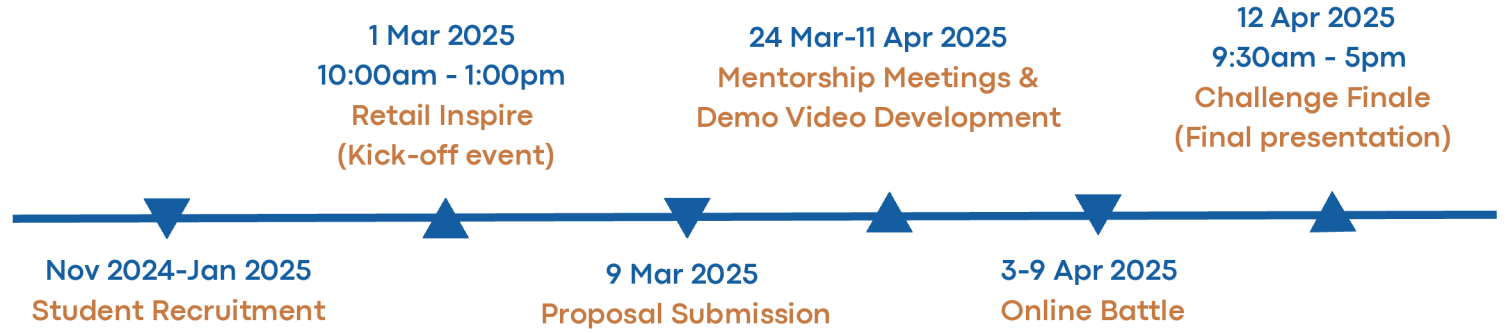 Nov 2024-Jan 2025
Student Recruitment
1 Mar 2025
10:00am - 1:00pm
Retail Inspire
(Kick-off event)
9 Mar 2025
Proposal Submission
24 Mar-11 Apr 2025
Mentorship Meetings &
Demo Video Development
3-9 Apr 2025
Online Battle
12 Apr 2025
9:30am - 5pm
Challenge Finale
(Final presentation)